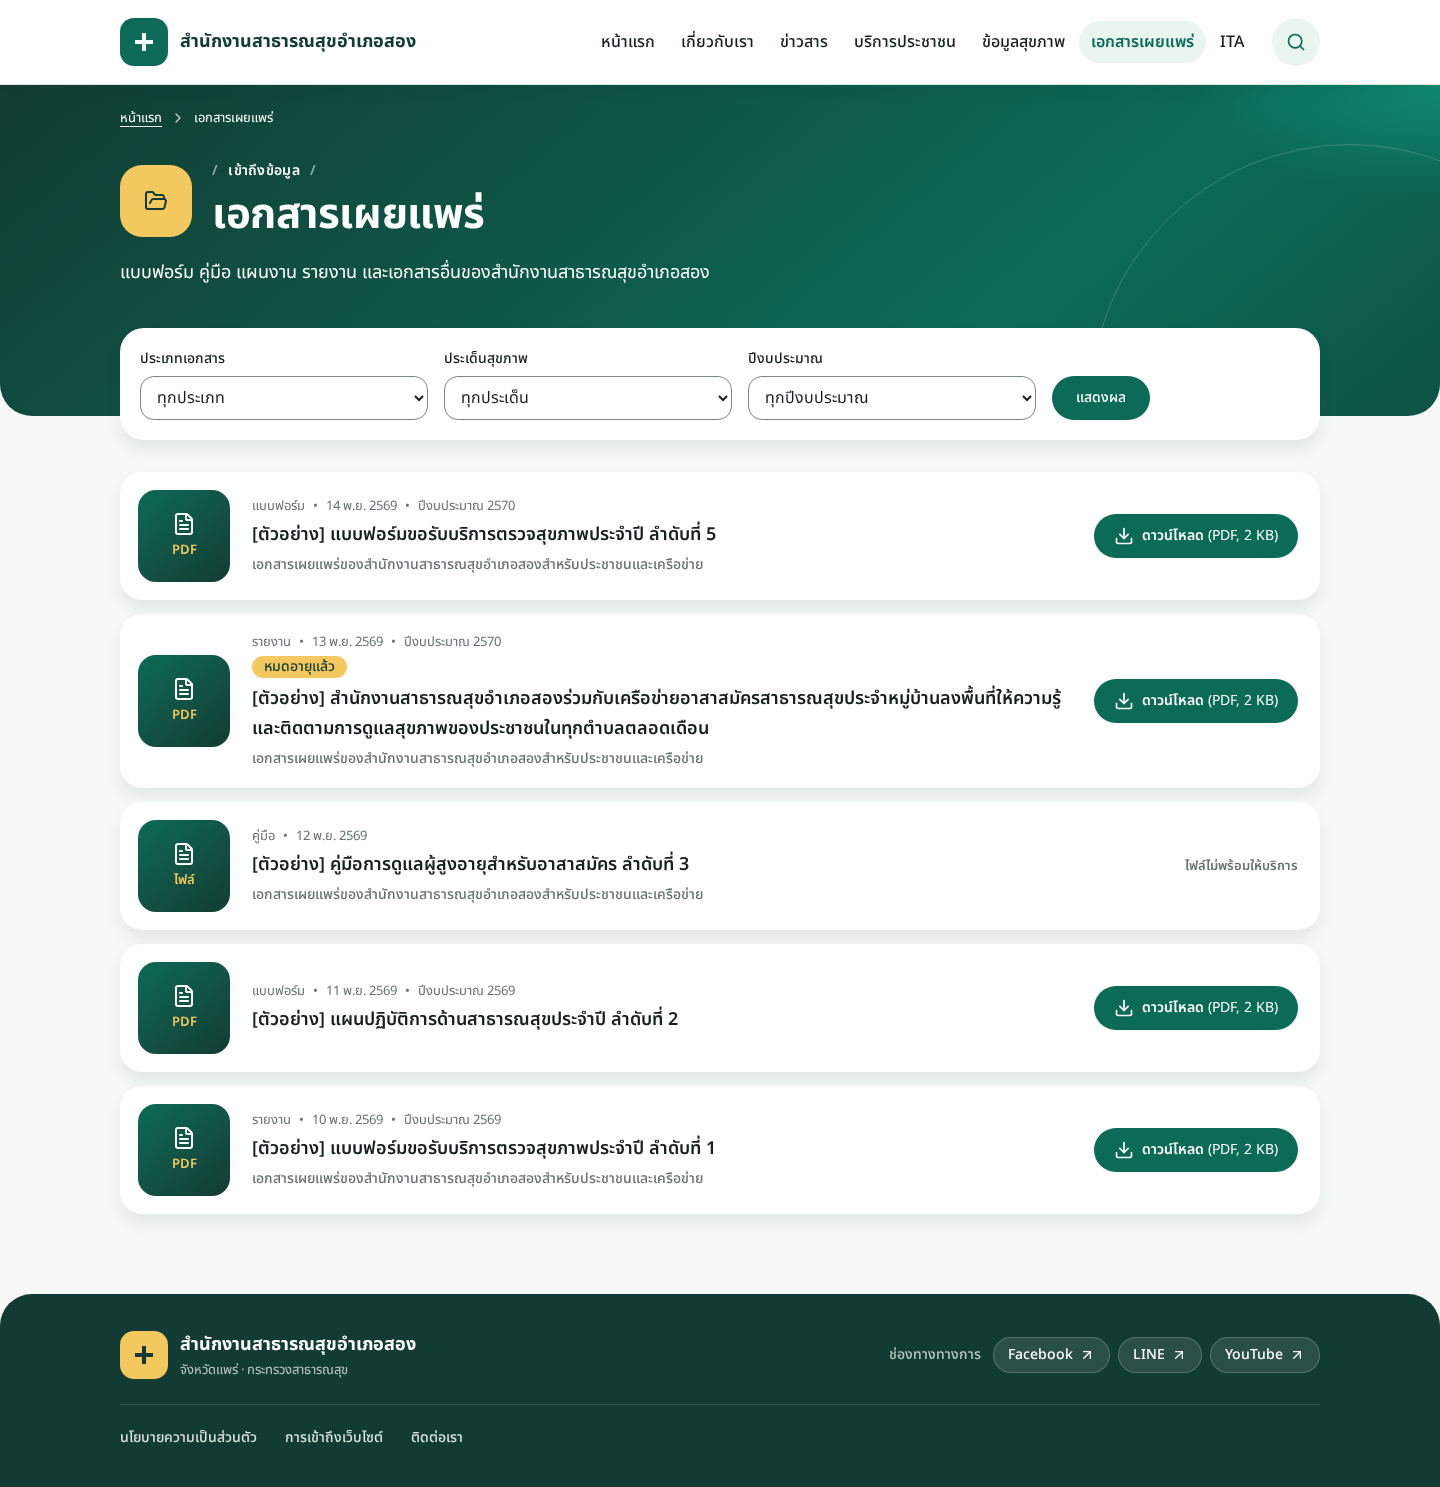 สำนักงานสาธารณสุขอำเภอสอง
หน้าแรก เกี่ยวกับเรา ข่าวสาร บริการประชาชน ข้อมูลสุขภาพ เอกสารเผยแพร่ ITA
หน้าแรก เอกสารเผยแพร่
/ เข้าถึงข้อมูล /
เอกสารเผยแพร่
แบบฟอร์ม คู่มือ แผนงาน รายงาน และเอกสารอื่นของสำนักงานสาธารณสุขอำเภอสอง
ประเภทเอกสาร ประเด็นสุขภาพ ปีงบประมาณ
ทุกประเภท ทุกประเด็น ทุกปีงบประมาณ แสดงผล
แบบฟอร์ม • 14 พ.ย. 2569 • ปีงบประมาณ 2570
[ตัวอย่าง] แบบฟอร์มขอรับบริการตรวจสุขภาพประจำปี ลำดับที่ 5
เอกสารเผยแพร่ของสำนักงานสาธารณสุขอำเภอสองสำหรับประชาชนและเครือข่าย
PDF
ดาวน์โหลด (PDF, 2 KB)
รายงาน • 13 พ.ย. 2569 • ปีงบประมาณ 2570
หมดอายุแล้ว
[ตัวอย่าง] สำนักงานสาธารณสุขอำเภอสองร่วมกับเครือข่ายอาสาสมัครสาธารณสุขประจำหมู่บ้านลงพื้นที่ให้ความรู้
และติดตามการดูแลสุขภาพของประชาชนในทุกตำบลตลอดเดือน
เอกสารเผยแพร่ของสำนักงานสาธารณสุขอำเภอสองสำหรับประชาชนและเครือข่าย
PDF
ดาวน์โหลด (PDF, 2 KB)
คู่มือ • 12 พ.ย. 2569
[ตัวอย่าง] คู่มือการดูแลผู้สูงอายุสำหรับอาสาสมัคร ลำดับที่ 3
เอกสารเผยแพร่ของสำนักงานสาธารณสุขอำเภอสองสำหรับประชาชนและเครือข่าย
ไฟล์
ไฟล์ไม่พร้อมให้บริการ
แบบฟอร์ม • 11 พ.ย. 2569 • ปีงบประมาณ 2569
[ตัวอย่าง] แผนปฏิบัติการด้านสาธารณสุขประจำปี ลำดับที่ 2
PDF
ดาวน์โหลด (PDF, 2 KB)
รายงาน • 10 พ.ย. 2569 • ปีงบประมาณ 2569
[ตัวอย่าง] แบบฟอร์มขอรับบริการตรวจสุขภาพประจำปี ลำดับที่ 1
เอกสารเผยแพร่ของสำนักงานสาธารณสุขอำเภอสองสำหรับประชาชนและเครือข่าย
PDF
ดาวน์โหลด (PDF, 2 KB)
สำนักงานสาธารณสุขอำเภอสอง
จังหวัดแพร่ · กระทรวงสาธารณสุข
ช่องทางทางการ Facebook LINE YouTube
นโยบายความเป็นส่วนตัว การเข้าถึงเว็บไซต์ ติดต่อเรา